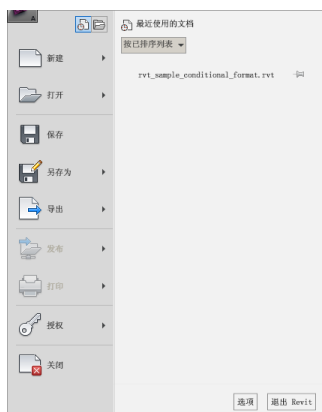 A
最近使用的文档
按已排序列表
rvt_sample_conditional_format.rvt
新建
打开
保存
另存为
导出
发布
打印
授权
关闭
选项
退出 Revit